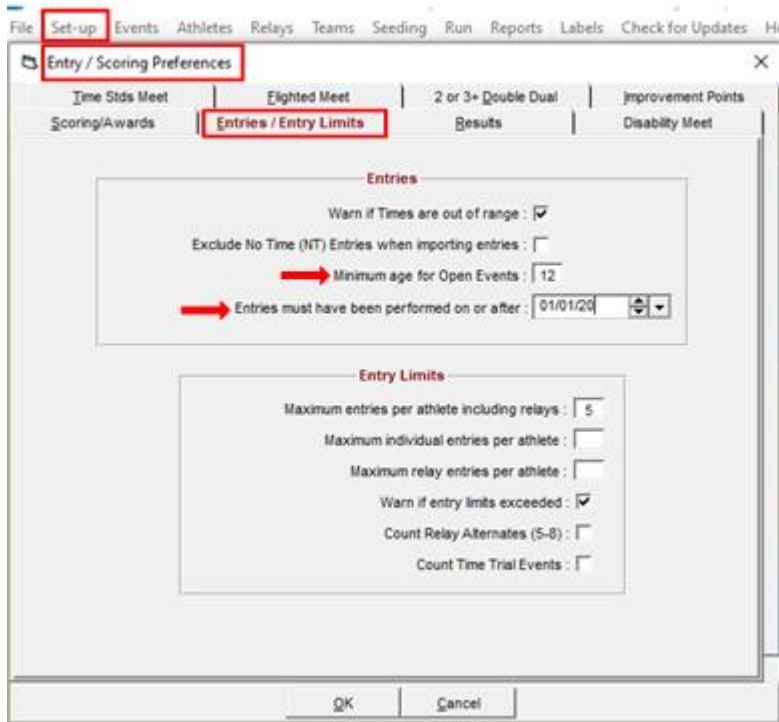 File Set-up Events Athletes Relays Teams Seeding Run Reports Labels Check for Updates
Entry / Scoring Preferences
Time Stds Meet Flighted Meet 2 or 3+ Double Dual Improvement Points
Scoring/Awards Entries / Entry Limits Results Disability Meet
Entries
Warn if Times are out of range :
Exclude No Time (NT) Entries when importing entries :
Minimum age for Open Events : 12
Entries must have been performed on or after : 01/01/20
Entry Limits
Maximum entries per athlete including relays : 5
Maximum individual entries per athlete :
Maximum relay entries per athlete :
Warn if entry limits exceeded :
Count Relay Alternates (5-8) :
Count Time Trial Events :
OK Cancel